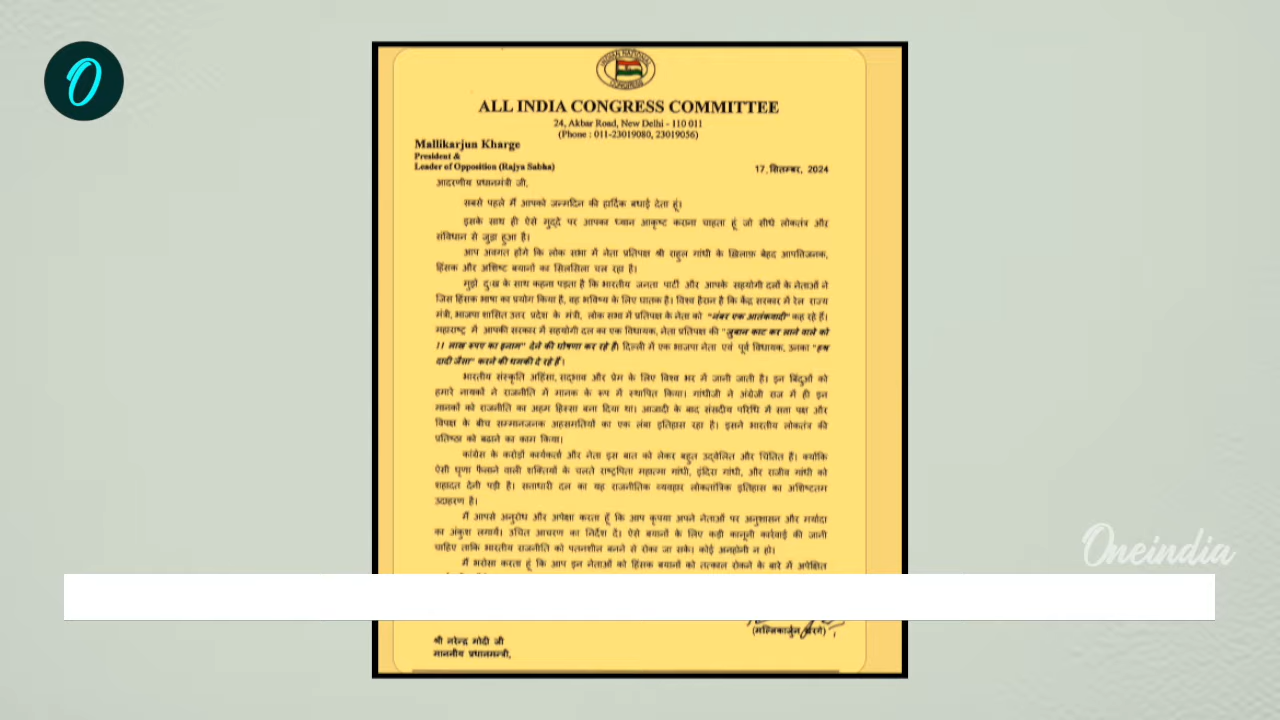 INDIAN NATIONAL
CONGRESS
ALL INDIA CONGRESS COMMITTEE
24, Akbar Road, New Delhi - 110 011
(Phone : 011-23019080, 23019056)
Mallikarjun Kharge
President &
Leader of Opposition (Rajya Sabha)
17, सितम्बर, 2024
आदरणीय प्रधानमंत्री जी,
सबसे पहले मैं आपको जन्मदिन की हार्दिक बधाई देता हूं।
इसके साथ ही ऐसे मुद्दे पर आपका ध्यान आकृष्ट कराना चाहता हूं जो सीधे लोकतंत्र और
संविधान से जुड़ा हुआ है।
आप अवगत होंगे कि लोक सभा में नेता प्रतिपक्ष श्री राहुल गांधी के खिलाफ़ बेहद आपत्तिजनक,
हिंसक और अशिष्ट बयानों का सिलसिला चल रहा है।
मुझे दुःख के साथ कहना पड़ता है कि भारतीय जनता पार्टी और आपके सहयोगी दलों के नेताओं ने
जिस हिंसक भाषा का प्रयोग किया है, वह भविष्य के लिए घातक है। विश्व हैरान है कि केंद्र सरकार में रेल राज्य
मंत्री, भाजपा शासित उत्तर प्रदेश के मंत्री, लोक सभा में प्रतिपक्ष के नेता को "नंबर एक आतंकवादी" कह रहे हैं।
महाराष्ट्र में आपकी सरकार में सहयोगी दल का एक विधायक, नेता प्रतिपक्ष की "जुबान काट कर लाने वाले को
11 लाख रुपए का इनाम" देने की घोषणा कर रहे हैं। दिल्ली में एक भाजपा नेता एवं पूर्व विधायक, उनका "हश्र
दादी जैसा" करने की धमकी दे रहे हैं।
भारतीय संस्कृति अहिंसा, सद्भाव और प्रेम के लिए विश्व भर में जानी जाती है। इन बिंदुओं को
हमारे नायकों ने राजनीति में मानक के रूप में स्थापित किया। गांधीजी ने अंग्रेजी राज में ही इन
मानकों को राजनीति का अहम हिस्सा बना दिया था। आजादी के बाद संसदीय परिधि में सत्ता पक्ष और
विपक्ष के बीच सम्मानजनक असहमतियों का एक लंबा इतिहास रहा है। इसने भारतीय लोकतंत्र की
प्रतिष्ठा को बढ़ाने का काम किया।
कांग्रेस के करोड़ों कार्यकर्ता और नेता इस बात को लेकर बहुत उद्वेलित और चिंतित हैं। क्योंकि
ऐसी घृणा फैलाने वाली शक्तियों के चलते राष्ट्रपिता महात्मा गांधी, इंदिरा गांधी, और राजीव गांधी को
शहादत देनी पड़ी है। सत्ताधारी दल का यह राजनीतिक व्यवहार लोकतांत्रिक इतिहास का अशिष्टतम
उदाहरण है।
मैं आपसे अनुरोध और अपेक्षा करता हूँ कि आप कृपया अपने नेताओं पर अनुशासन और मर्यादा
का अंकुश लगायें। उचित आचरण का निर्देश दें। ऐसे बयानों के लिए कड़ी कानूनी कार्रवाई की जानी
चाहिए ताकि भारतीय राजनीति को पतनशील बनने से रोका जा सके। कोई अनहोनी न हो।
मैं भरोसा करता हूं कि आप इन नेताओं को हिंसक बयानों को तत्काल रोकने के बारे में अपेक्षित
(मल्लिकार्जुन खरगे)
श्री नरेन्द्र मोदी जी
माननीय प्रधानमन्त्री,
Oneindia